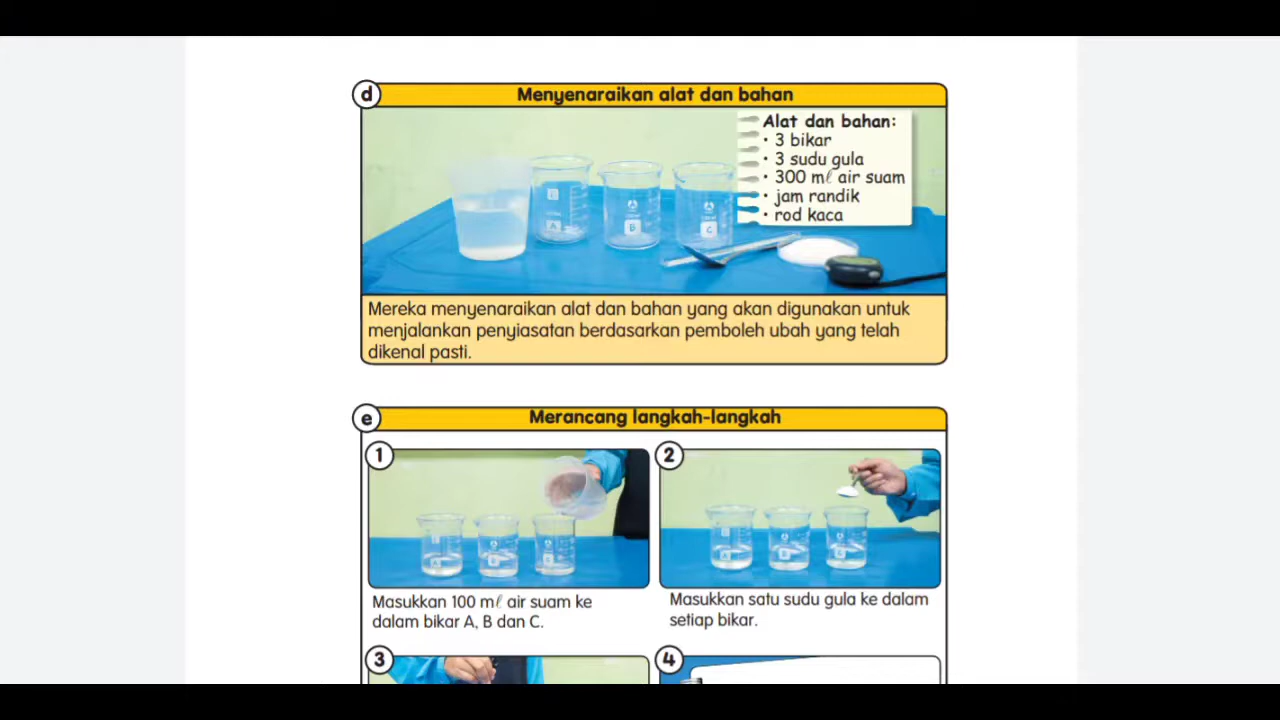 d
Menyenaraikan alat dan bahan
Alat dan bahan:
• 3 bikar
• 3 sudu gula
• 300 mℓ air suam
• jam randik
• rod kaca
A
B
C
Mereka menyenaraikan alat dan bahan yang akan digunakan untuk
menjalankan penyiasatan berdasarkan pemboleh ubah yang telah
dikenal pasti.
e
Merancang langkah-langkah
1
2
Masukkan 100 mℓ air suam ke
dalam bikar A, B dan C.
Masukkan satu sudu gula ke dalam
setiap bikar.
3
4